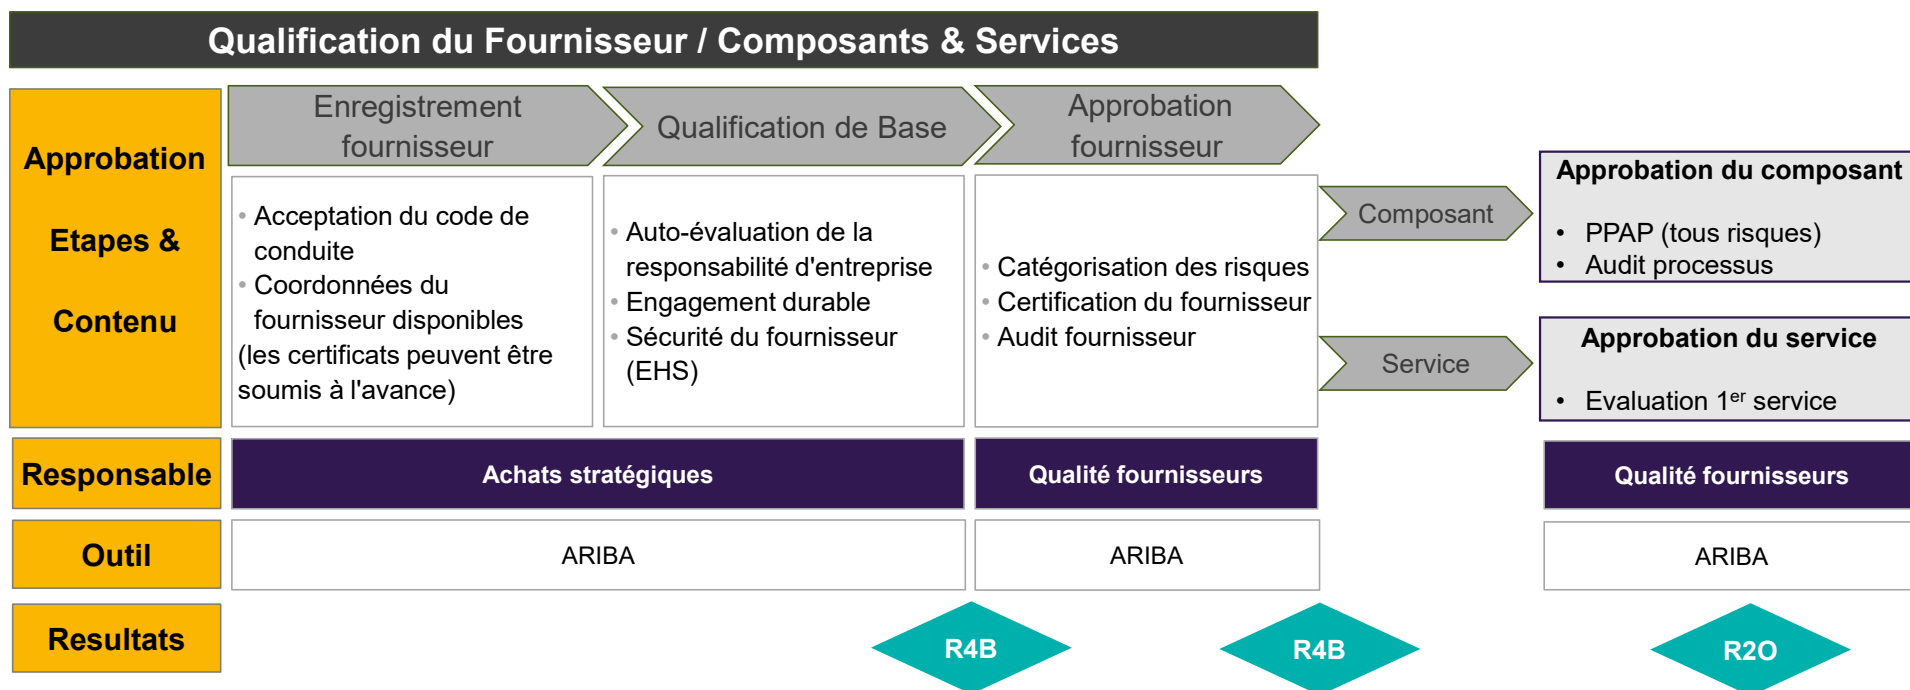 Qualification du Fournisseur / Composants & Services
Approbation
Etapes &
Contenu
Enregistrement
fournisseur
Qualification de Base
Approbation
fournisseur
• Acceptation du code de
conduite
• Coordonnées du
fournisseur disponibles
(les certificats peuvent être
soumis à l'avance)
• Auto-évaluation de la
responsabilité d'entreprise
• Engagement durable
• Sécurité du fournisseur
(EHS)
• Catégorisation des risques
• Certification du fournisseur
• Audit fournisseur
Composant
Approbation du composant
• PPAP (tous risques)
• Audit processus
Service
Approbation du service
• Evaluation 1er service
Responsable
Achats stratégiques
Qualité fournisseurs
Qualité fournisseurs
Outil
ARIBA
ARIBA
ARIBA
Resultats
R4B
R4B
R2O